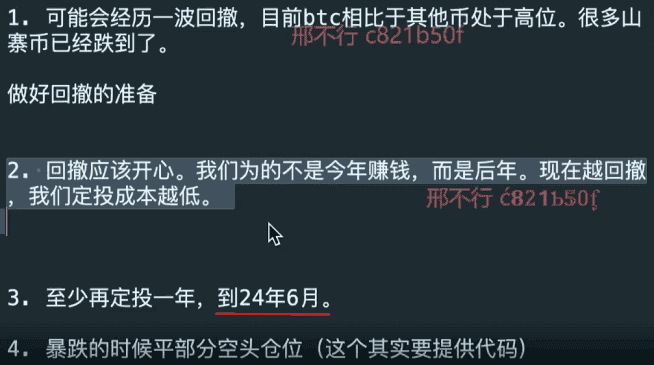 1. 可能会经历一波回撤，目前btc相比于其他币处于高位。很多山
寨币已经跌到了。
邢不行 c821b50f
做好回撤的准备
2. 回撤应该开心。我们为的不是今年赚钱，而是后年。现在越回撤
，我们定投成本越低。
邢不行 c821b50f
3. 至少再定投一年，到24年6月。
4. 暴跌的时候平部分空头仓位（这个其实要提供代码）